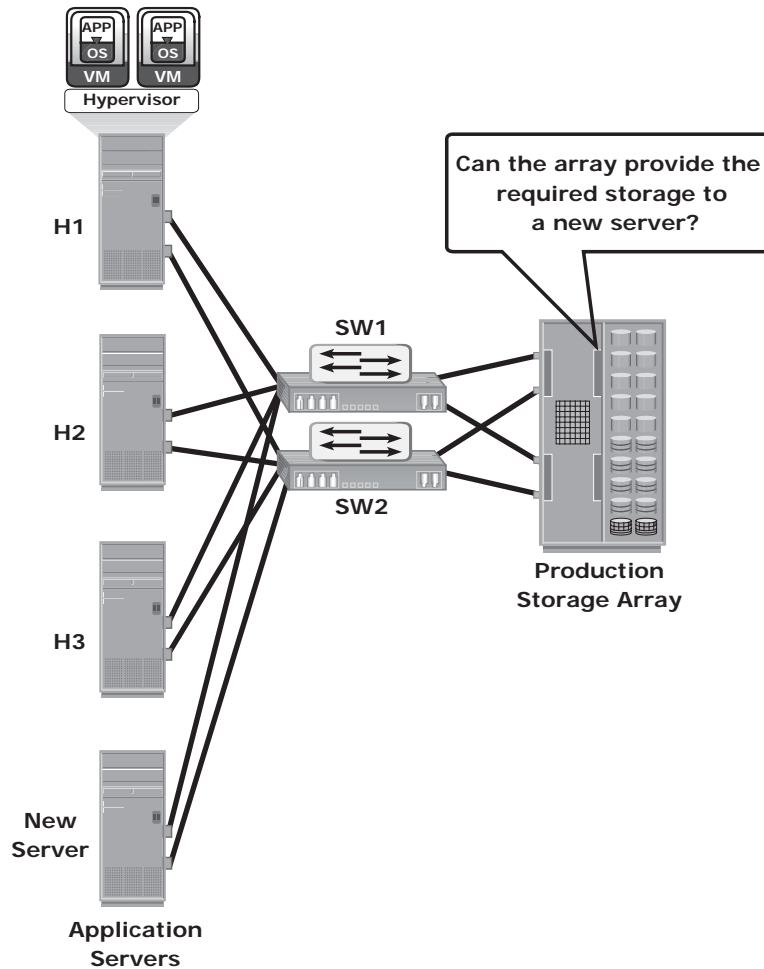 APP
APP
OS
OS
VM
VM
Hypervisor
Can the array provide the
required storage to
a new server?
H1
SW1
H2
SW2
Production
Storage Array
H3
New
Server
Application
Servers